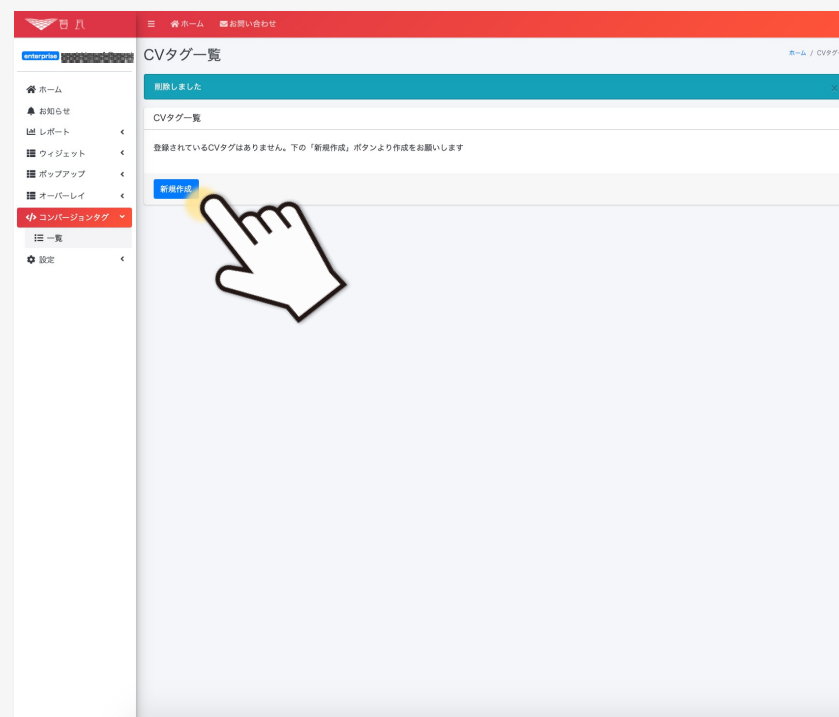 ホーム
お問い合わせ
enterprise
CVタグ一覧
ホーム / CVタグ
削除しました
×
CVタグ一覧
登録されているCVタグはありません。下の「新規作成」ボタンより作成をお願いします
新規作成
ホーム
お知らせ
レポート
ウィジェット
ポップアップ
オーバーレイ
コンバージョンタグ
一覧
設定